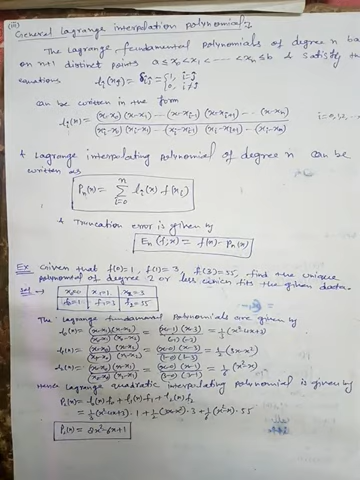 (iii)
General Lagrange interpolation polynomial:-
The Lagrange fundamental polynomials of degree n based
on n+1 distinct points a ≤ x0 < x1 < ... < xn ≤ b & satisfy the
equations li(xj) = δij = {1, i=j
{0, i≠j
can be written in the form
li(x) = (x-x0)(x-x1)...(x-xi-1)(x-xi+1)...(x-xn) i=0,1,2,
(xi-x0)(xi-x1)...(xi-xi-1)(xi-xi+1)...(xi-xn)
* Lagrange interpolating polynomial of degree n can be
written as
Pn(x) = Σ li(x) f(xi)
n
i=0
* Truncation error is given by
En(f;x) = f(x) - Pn(x)
Ex Given that f(0)=1, f(1)=3, f(3)=55, find the unique
polynomial of degree 2 or less which fits the given data.
Sol → x0=0 x1=1 x2=3
f0=1 f1=3 f2=55
The Lagrange fundamental polynomials are given by
l0(x) = (x-x1)(x-x2) / (x0-x1)(x0-x2) = (x-1)(x-3) / (-1)(-3) = 1/3 (x²-4x+3)
l1(x) = (x-x0)(x-x2) / (x1-x0)(x1-x2) = (x-0)(x-3) / (1-0)(1-3) = 1/2 (3x-x²)
l2(x) = (x-x0)(x-x1) / (x2-x0)(x2-x1) = (x-0)(x-1) / (3-0)(3-1) = 1/6 (x²-x)
Hence Lagrange quadratic interpolating polynomial is given by
P2(x) = l0(x) f0 + l1(x) f1 + l2(x) f2
= 1/3 (x²-4x+3).1 + 1/2 (3x-x²).3 + 1/6 (x²-x).55
P2(x) = 8x²-6x+1